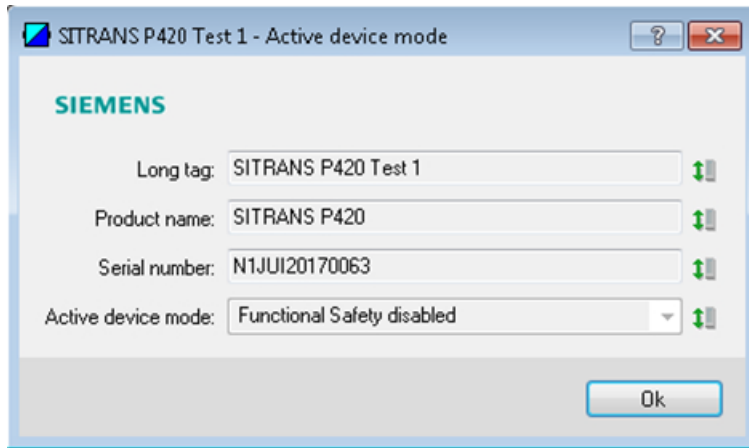 SITRANS P420 Test 1 - Active device mode
?
SIEMENS
Long tag: SITRANS P420 Test 1
Product name: SITRANS P420
Serial number: N1JUI20170063
Active device mode: Functional Safety disabled
Ok